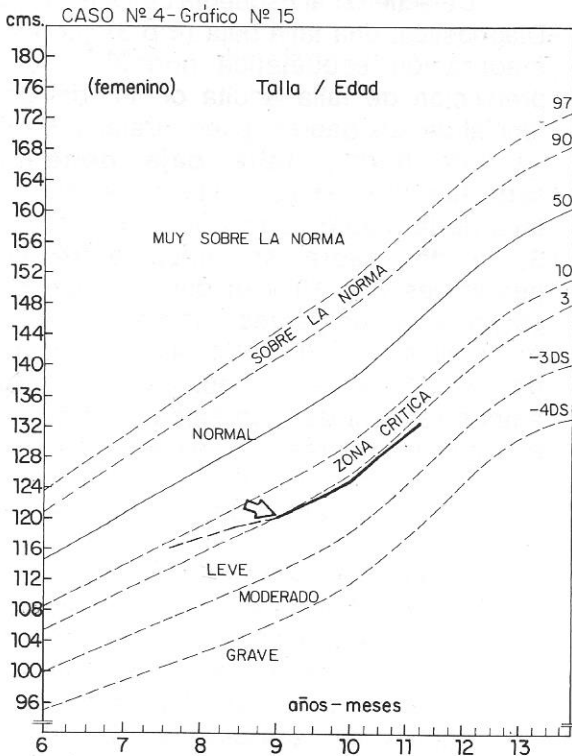 CASO Nº 4-Gráfico Nº 15
cms.
(femenino) Talla / Edad
180
176
172
168
164
160
156
152
148
144
140
136
132
128
124
120
116
112
108
104
100
96
97
90
50
10
3
-3DS
-4DS
MUY SOBRE LA NORMA
SOBRE LA NORMA
NORMAL
ZONA CRITICA
LEVE
MODERADO
GRAVE
años-meses
6 7 8 9 10 11 12 13